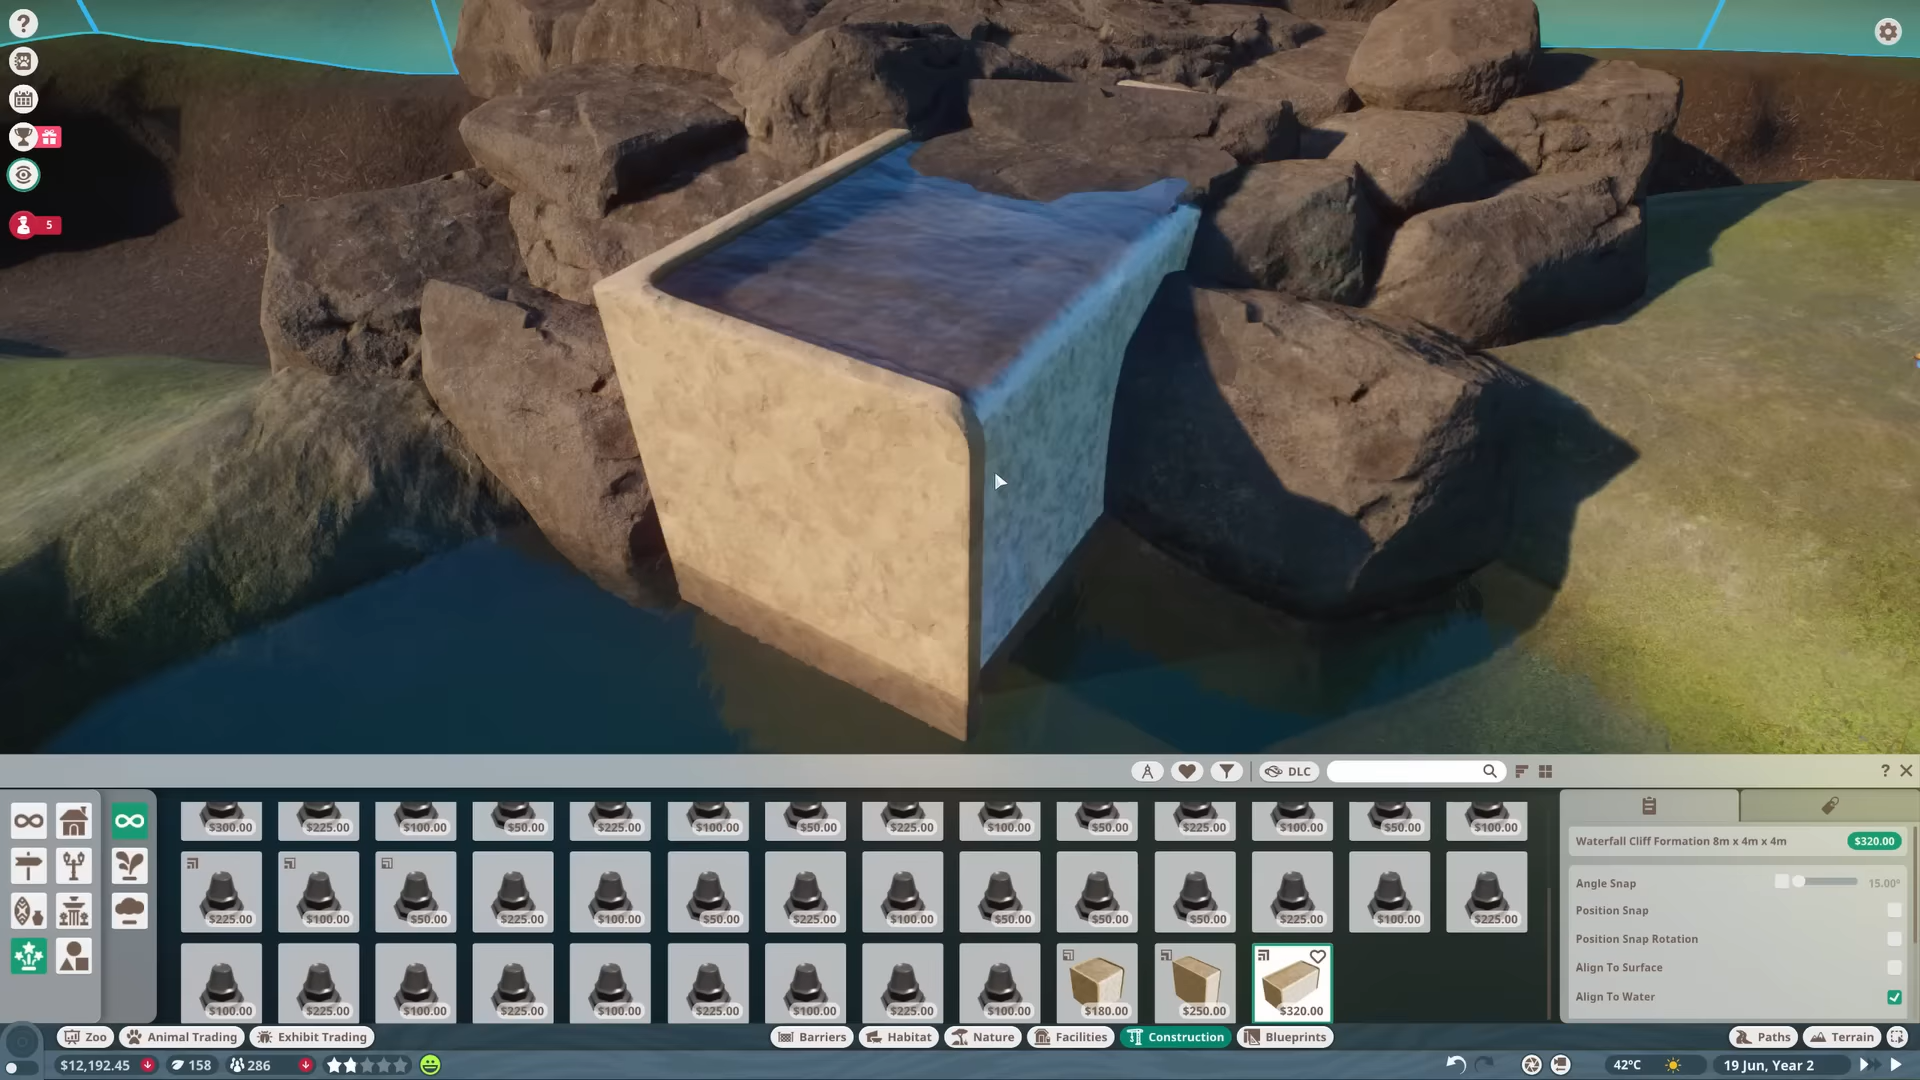 ?
5
DLC
? ×
$300.00 $225.00 $100.00 $50.00 $225.00 $100.00 $50.00 $225.00 $100.00 $50.00 $225.00 $100.00 $50.00 $100.00
$225.00 $100.00 $50.00 $225.00 $100.00 $50.00 $225.00 $100.00 $50.00 $50.00 $50.00 $225.00 $100.00 $225.00
$100.00 $225.00 $100.00 $225.00 $100.00 $225.00 $100.00 $225.00 $100.00 $180.00 $250.00 $320.00
Waterfall Cliff Formation 8m x 4m x 4m $320.00
Angle Snap 15.00°
Position Snap
Position Snap Rotation
Align To Surface
Align To Water
Zoo Animal Trading Exhibit Trading Barriers Habitat Nature Facilities Construction Blueprints Paths Terrain
$12,192.45 158 286 42°C 19 Jun, Year 2